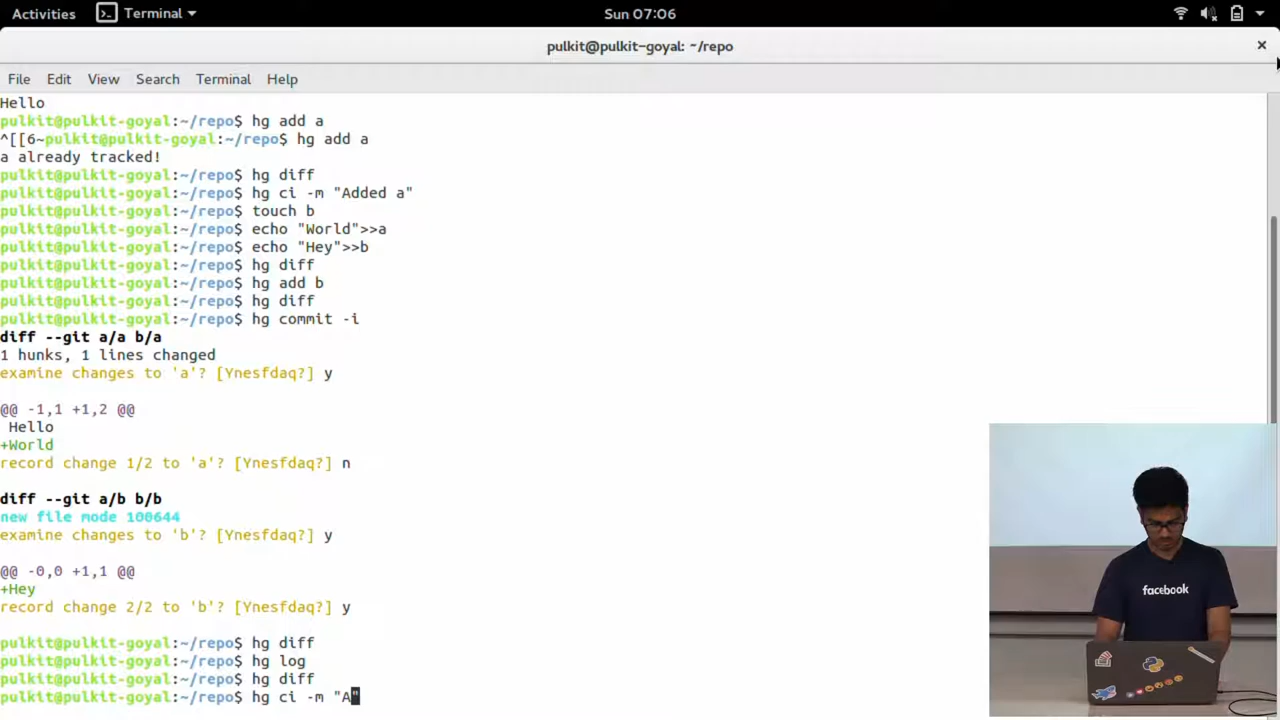 Activities Terminal Sun 07:06
pulkit@pulkit-goyal: ~/repo ×
File Edit View Search Terminal Help
Hello
pulkit@pulkit-goyal:~/repo$ hg add a
^[[6~pulkit@pulkit-goyal:~/repo$ hg add a
a already tracked!
pulkit@pulkit-goyal:~/repo$ hg diff
pulkit@pulkit-goyal:~/repo$ hg ci -m "Added a"
pulkit@pulkit-goyal:~/repo$ touch b
pulkit@pulkit-goyal:~/repo$ echo "World">>a
pulkit@pulkit-goyal:~/repo$ echo "Hey">>b
pulkit@pulkit-goyal:~/repo$ hg diff
pulkit@pulkit-goyal:~/repo$ hg add b
pulkit@pulkit-goyal:~/repo$ hg diff
pulkit@pulkit-goyal:~/repo$ hg commit -i
diff --git a/a b/a
1 hunks, 1 lines changed
examine changes to 'a'? [Ynesfdaq?] y
@@ -1,1 +1,2 @@
 Hello
+World
record change 1/2 to 'a'? [Ynesfdaq?] n
diff --git a/b b/b
new file mode 100644
examine changes to 'b'? [Ynesfdaq?] y
@@ -0,0 +1,1 @@
+Hey
record change 2/2 to 'b'? [Ynesfdaq?] y
pulkit@pulkit-goyal:~/repo$ hg diff
pulkit@pulkit-goyal:~/repo$ hg log
pulkit@pulkit-goyal:~/repo$ hg diff
pulkit@pulkit-goyal:~/repo$ hg ci -m "A"
facebook